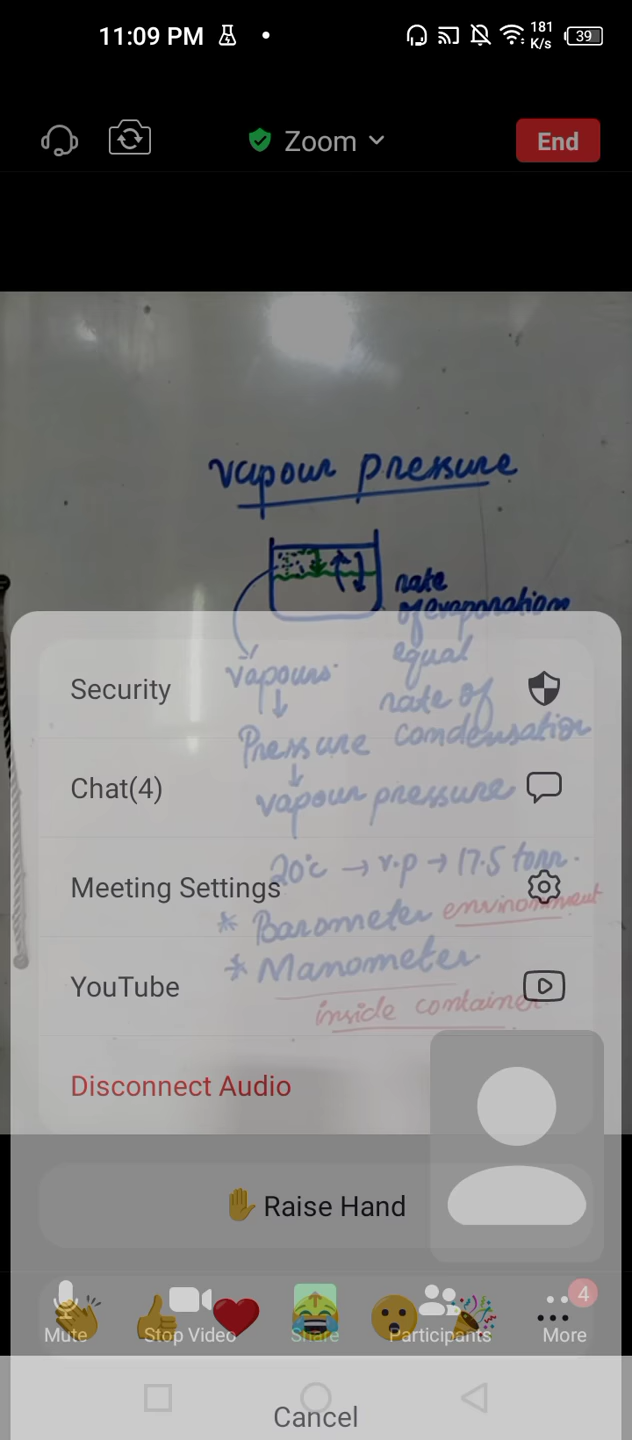 11:09 PM
181
K/s
39
Zoom
End
vapour pressure
rate
of evaporation
equal
rate of
condensation
vapours
Pressure
vapour pressure
20°c → v.p → 17.5 torr.
* Barometer environment
* Manometer
inside container
Security
Chat(4)
Meeting Settings
YouTube
Disconnect Audio
Raise Hand
4
Mute
Stop Video
Share
Participants
More
Cancel